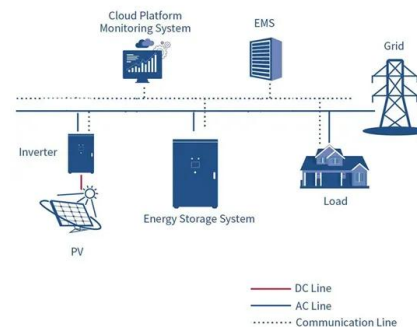 Cloud Platform
Monitoring System
EMS
Grid
Inverter
Energy Storage System
Load
PV
DC Line
AC Line
Communication Line